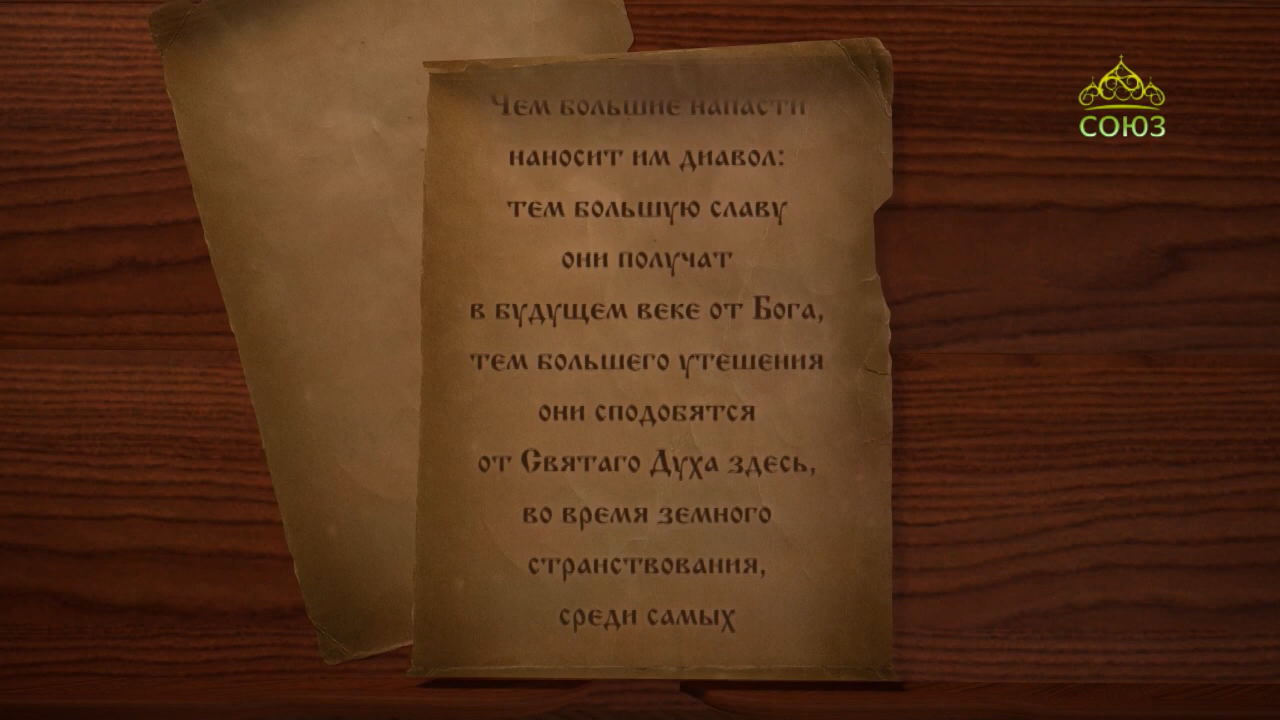 Чем большие напасти
наносит им диавол:
тем большую славу
они получат
в будущем веке от Бога,
тем большего утешения
они сподобятся
от Святаго Духа здесь,
во время земного
странствования,
среди самых
СОЮЗ